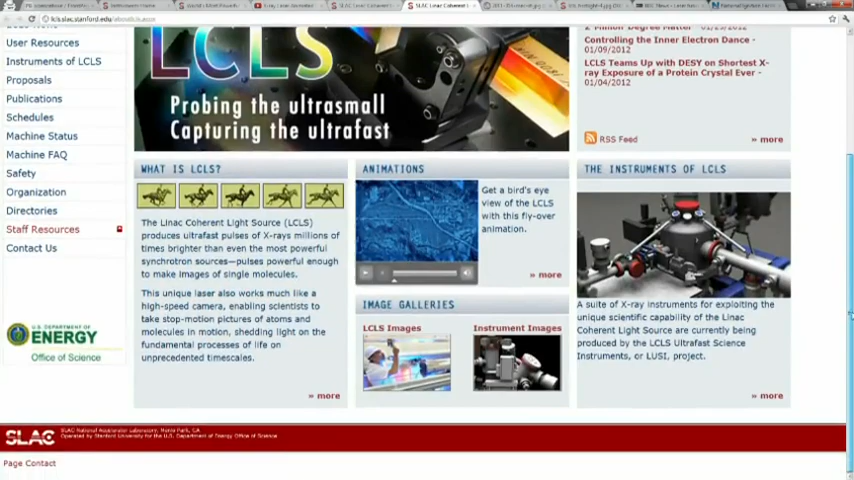 SLAC Linac Coherent
lcls.slac.stanford.edu
User Resources
Instruments of LCLS
Proposals
Publications
Schedules
Machine Status
Machine FAQ
Safety
Organization
Directories
Staff Resources
Contact Us
U.S. DEPARTMENT OF
ENERGY
Office of Science
LCLS
Probing the ultrasmall
Capturing the ultrafast
Controlling the Inner Electron Dance -
01/09/2012
LCLS Teams Up with DESY on Shortest X-
ray Exposure of a Protein Crystal Ever -
01/04/2012
RSS Feed
» more
WHAT IS LCLS?
The Linac Coherent Light Source (LCLS)
produces ultrafast pulses of X-rays millions of
times brighter than even the most powerful
synchrotron sources—pulses powerful enough
to make images of single molecules.
This unique laser also works much like a
high-speed camera, enabling scientists to
take stop-motion pictures of atoms and
molecules in motion, shedding light on the
fundamental processes of life on
unprecedented timescales.
» more
ANIMATIONS
Get a bird's eye
view of the LCLS
with this fly-over
animation.
» more
IMAGE GALLERIES
LCLS Images
Instrument Images
THE INSTRUMENTS OF LCLS
A suite of X-ray instruments for exploiting the
unique scientific capability of the Linac
Coherent Light Source are currently being
produced by the LCLS Ultrafast Science
Instruments, or LUSI, project.
» more
SLAC
SLAC National Accelerator Laboratory, Menlo Park, CA
Operated by Stanford University for the U.S. Department of Energy Office of Science
Page Contact